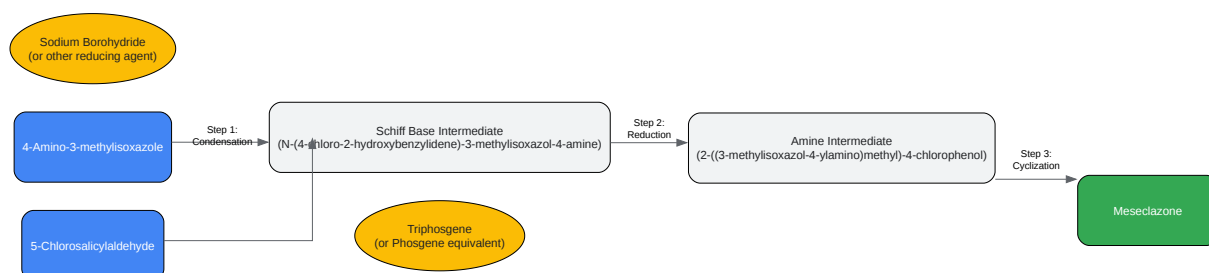 Sodium Borohydride
(or other reducing agent)
4-Amino-3-methylisoxazole
Step 1:
Condensation
Schiff Base Intermediate
(N-(4-chloro-2-hydroxybenzylidene)-3-methylisoxazol-4-amine)
Step 2:
Reduction
Amine Intermediate
(2-((3-methylisoxazol-4-ylamino)methyl)-4-chlorophenol)
Step 3:
Cyclization
Meseclazone
5-Chlorosalicylaldehyde
Triphosgene
(or Phosgene equivalent)